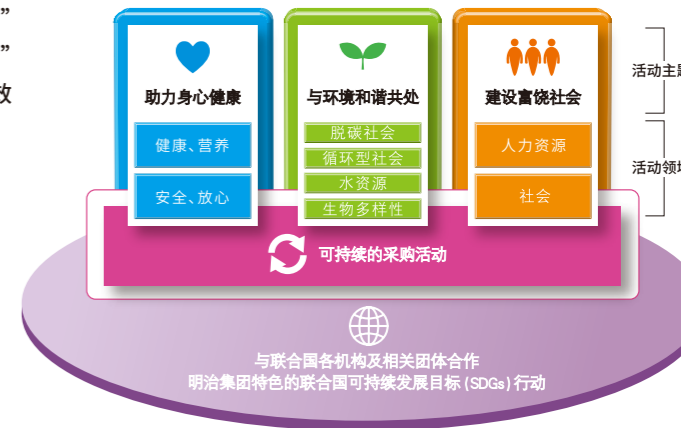 ”
”
助力身心健康
与环境和谐共处
建设富饶社会
活动主
健康、营养
安全、放心
脱碳社会
循环型社会
水资源
生物多样性
人力资源
社会
活动领
可持续的采购活动
与联合国各机构及相关团体合作
明治集团特色的联合国可持续发展目标 (SDGs) 行动